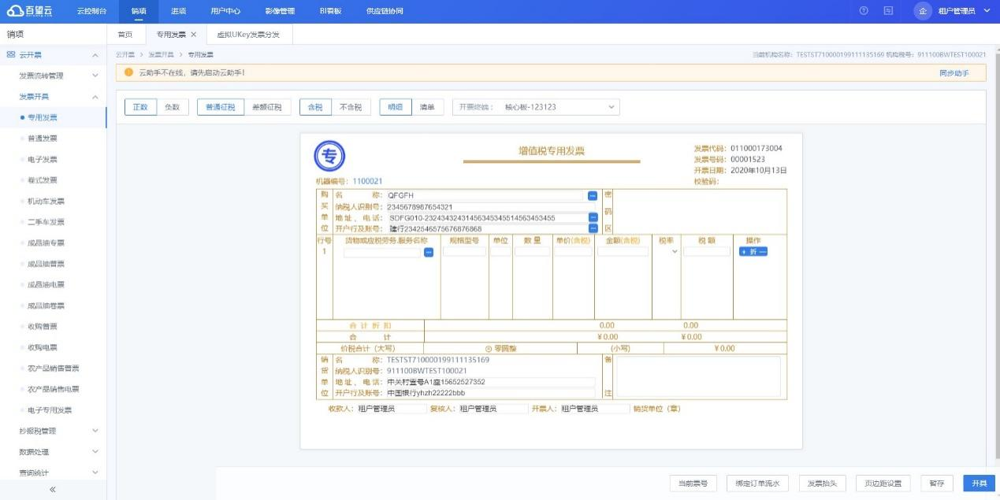 百望云 云控制台 销项 进项 用户中心 影像管理 BI看板 供应链协同 企 租户管理员
销项 首页 专用发票 × 虚拟UKey发票分发
云开票
发票流转管理
发票开具
专用发票
普通发票
电子发票
卷式发票
机动车发票
二手车发票
成品油专票
成品油普票
成品油电票
成品油卷票
收购普票
收购电票
农产品销售普票
农产品销售电票
电子专用发票
抄报税管理
数据处理
查询统计
云开票 > 发票开具 > 专用发票 当前机构名称：TESTST710000199111135169 机构税号：911100BWTEST100021
云助手不在线，请先启动云助手！ 同步助手
正数 负数 普通征税 差额征税 含税 不含税 明细 清单 开票终端： 核心板-123123
专 增值税专用发票
发票代码：011000173004
发票号码：00001523
开票日期：2020年10月13日
机器编号：1100021 校验码：
购买单位 密码区
名 称：QFGFH
纳税人识别号：2345678987654321
地址、电话：SDFG010-23243432431456345345514563453455
开户行及账号：建行2342546575676876868
行号 货物或应税劳务,服务名称 规格型号 单位 数量 单价(含税) 金额(含税) 税率 税额 操作
1 + 折 —
合计折扣 0.00 0.00
合 计 ¥0.00 ¥0.00
价税合计（大写） ⊗零圆整 (小写) ¥0.00
销货单位 备注
名 称：TESTST710000199111135169
纳税人识别号：911100BWTEST100021
地址、电话：中关村壹号A1座15652527352
开户行及账号：中国银行yhzh22222bbb
收款人：租户管理员 复核人：租户管理员 开票人：租户管理员 销货单位（章）
当前票号 绑定订单流水 发票抬头 页边距设置 暂存 开具